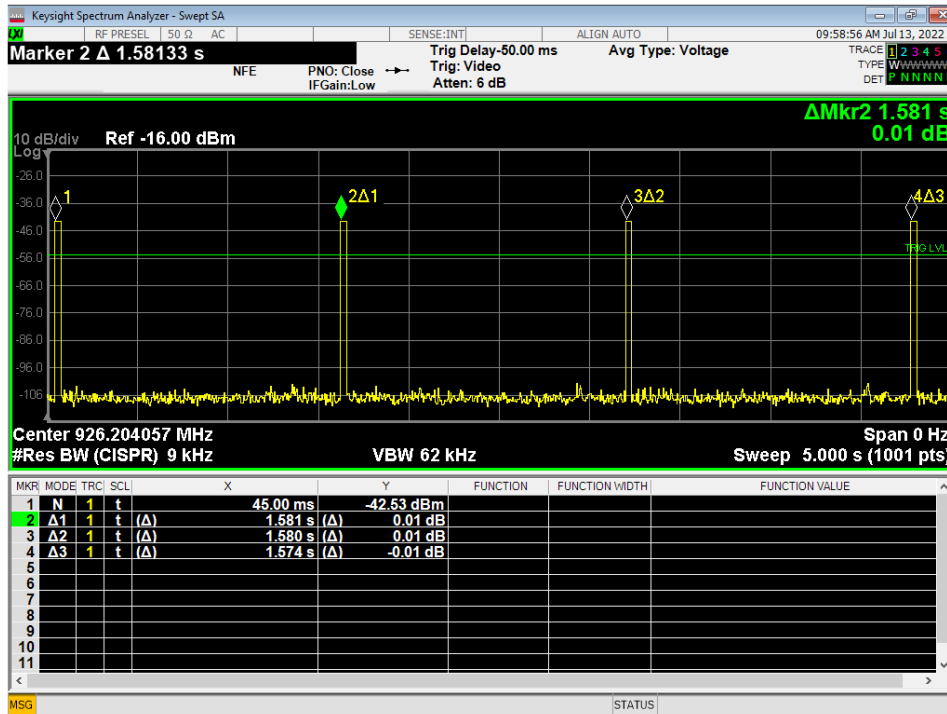 Keysight Spectrum Analyzer - Swept SA
LXI RF PRESEL 50 Ω AC SENSE:INT ALIGN AUTO 09:58:56 AM Jul 13, 2022
Marker 2 Δ 1.58133 s
Trig Delay-50.00 ms Avg Type: Voltage TRACE 1 2 3 4 5
NFE PNO: Close Trig: Video TYPE WWWWWW
IFGain:Low Atten: 6 dB DET P N N N N
ΔMkr2 1.581 s
0.01 dB
10 dB/div Ref -16.00 dBm
Log
-26.0
-36.0
1 2Δ1 3Δ2 4Δ3
-46.0
TRIG LVL
-56.0
-66.0
-76.0
-86.0
-96.0
-106
Center 926.204057 MHz Span 0 Hz
#Res BW (CISPR) 9 kHz VBW 62 kHz Sweep 5.000 s (1001 pts)
MKR MODE TRC SCL X Y FUNCTION FUNCTION WIDTH FUNCTION VALUE
1 N 1 t 45.00 ms -42.53 dBm
2 Δ1 1 t (Δ) 1.581 s (Δ) 0.01 dB
3 Δ2 1 t (Δ) 1.580 s (Δ) 0.01 dB
4 Δ3 1 t (Δ) 1.574 s (Δ) -0.01 dB
5
6
7
8
9
10
11
MSG STATUS